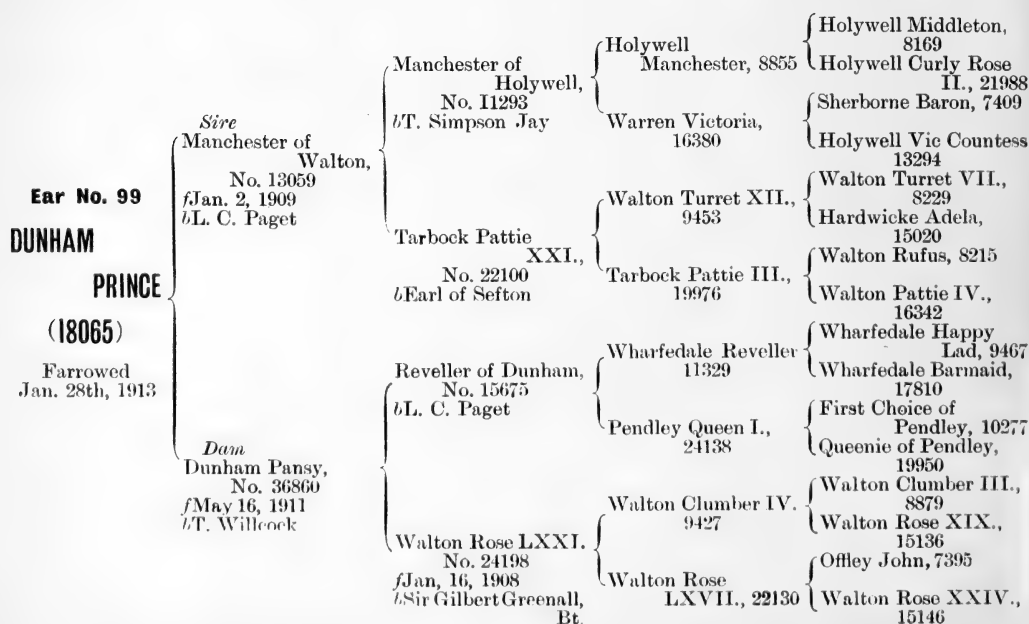 Ear No. 99
DUNHAM
PRINCE
(18065)
Farrowed
Jan. 28th, 1913
Sire
Manchester of
Walton,
No. 13059
fJan. 2, 1909
bL. C. Paget
Dam
Dunham Pansy,
No. 36860
fMay 16, 1911
bT. Willcock
Manchester of
Holywell,
No. 11293
bT. Simpson Jay
Tarbock Pattie
XXI.,
No. 22100
bEarl of Sefton
Reveller of Dunham,
No. 15675
bL. C. Paget
Walton Rose LXXI.
No. 24198
fJan, 16, 1908
bSir Gilbert Greenall,
Bt.
Holywell
Manchester, 8855
Warren Victoria,
16380
Walton Turret XII.,
9453
Tarbock Pattie III.,
19976
Wharfedale Reveller
11329
Pendley Queen I.,
24138
Walton Clumber IV.
9427
Walton Rose
LXVII., 22130
Holywell Middleton,
8169
Holywell Curly Rose
II., 21988
Sherborne Baron, 7409
Holywell Vic Countess
13294
Walton Turret VII.,
8229
Hardwicke Adela,
15020
Walton Rufus, 8215
Walton Pattie IV.,
16342
Wharfedale Happy
Lad, 9467
Wharfedale Barmaid,
17810
First Choice of
Pendley, 10277
Queenie of Pendley,
19950
Walton Clumber III.,
8879
Walton Rose XIX.,
15136
Offley John, 7395
Walton Rose XXIV.,
15146